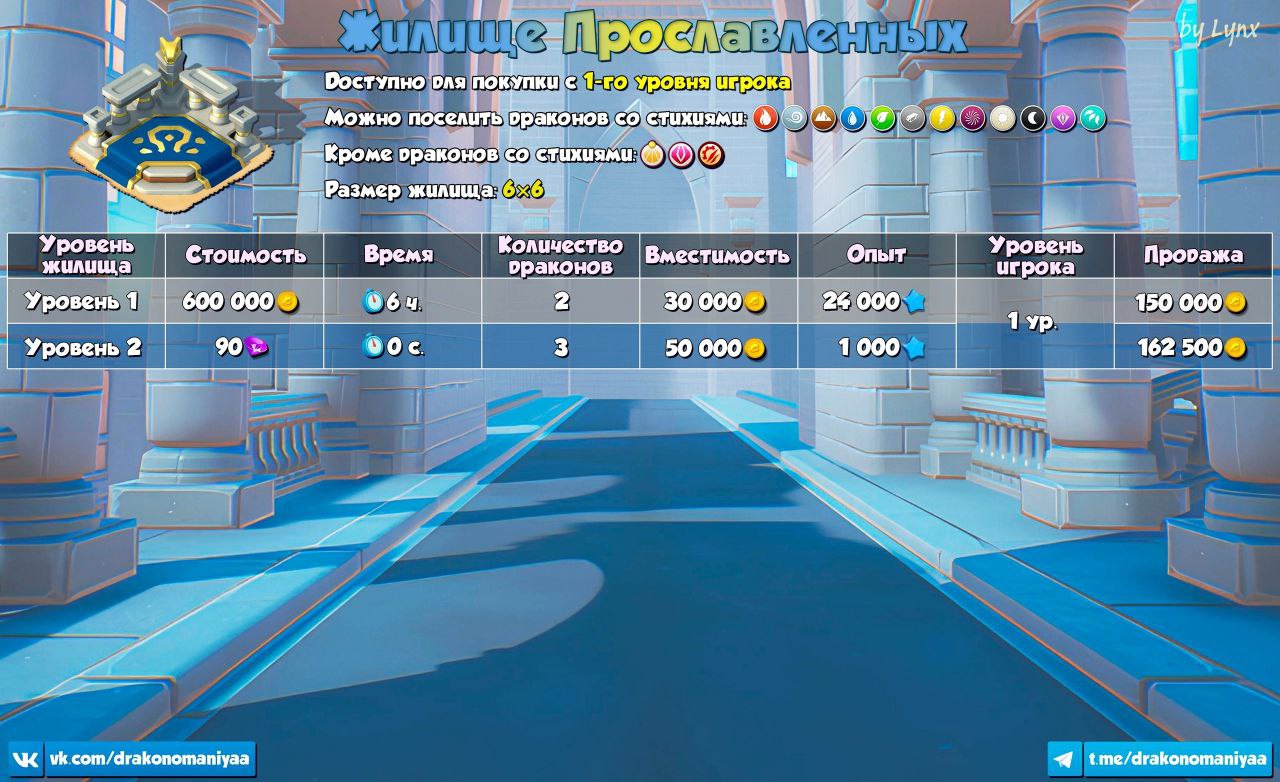 by Lynx
Жилище Прославленных
Доступно для покупки с 1-го уровня игрока
Можно поселить драконов со стихиями:
Кроме драконов со стихиями:
Размер жилища: 6×6
Уровень жилища Стоимость Время Количество драконов Вместимость Опыт Уровень игрока Продажа
Уровень 1 600 000 6 ч. 2 30 000 24 000 1 ур. 150 000
Уровень 2 90 0 с. 3 50 000 1 000 162 500
vk.com/drakonomaniyaa
t.me/drakonomaniyaa